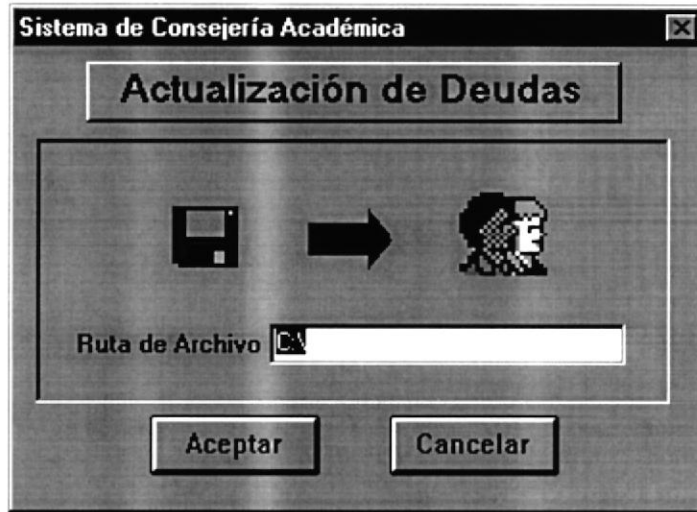 Sistema de Consejería Académica
Actualización de Deudas
Ruta de Archivo C:\
Aceptar
Cancelar